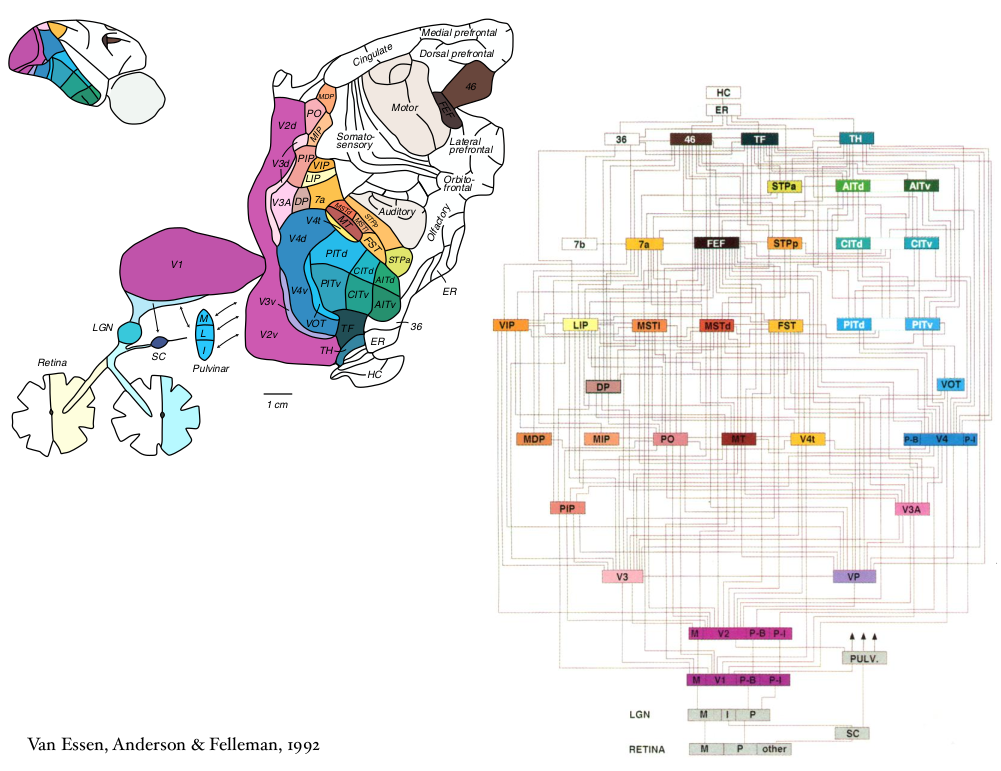 Medial prefrontal
Cingulate
Dorsal prefrontal
46
MDP
FEF
Motor
PO
V2d
MIP
Somato-
sensory
Lateral
prefrontal
V3d
PIP
VIP
LIP
Orbito-
frontal
V3A
DP
7a
MSTd
MSTl
STPp
Auditory
Olfactory
V4t
MT
V4d
FST
STPa
PITd
CITd
AITd
V1
PITv
CITv
AITv
V4v
ER
V3v
VOT
TF
36
V2v
ER
TH
HC
LGN
SC
M
L
I
Pulvinar
Retina
1 cm
HC
ER
36 46 TF TH
STPa AITd AITv
7b 7a FEF STPp CITd CITv
VIP LIP MSTl MSTd FST PITd PITv
DP VOT
MDP MIP PO MT V4t P-B V4 P-I
PIP V3A
V3 VP
M V2 P-B P-I
PULV.
M V1 P-B P-I
LGN M I P
SC
RETINA M P other
Van Essen, Anderson & Felleman, 1992